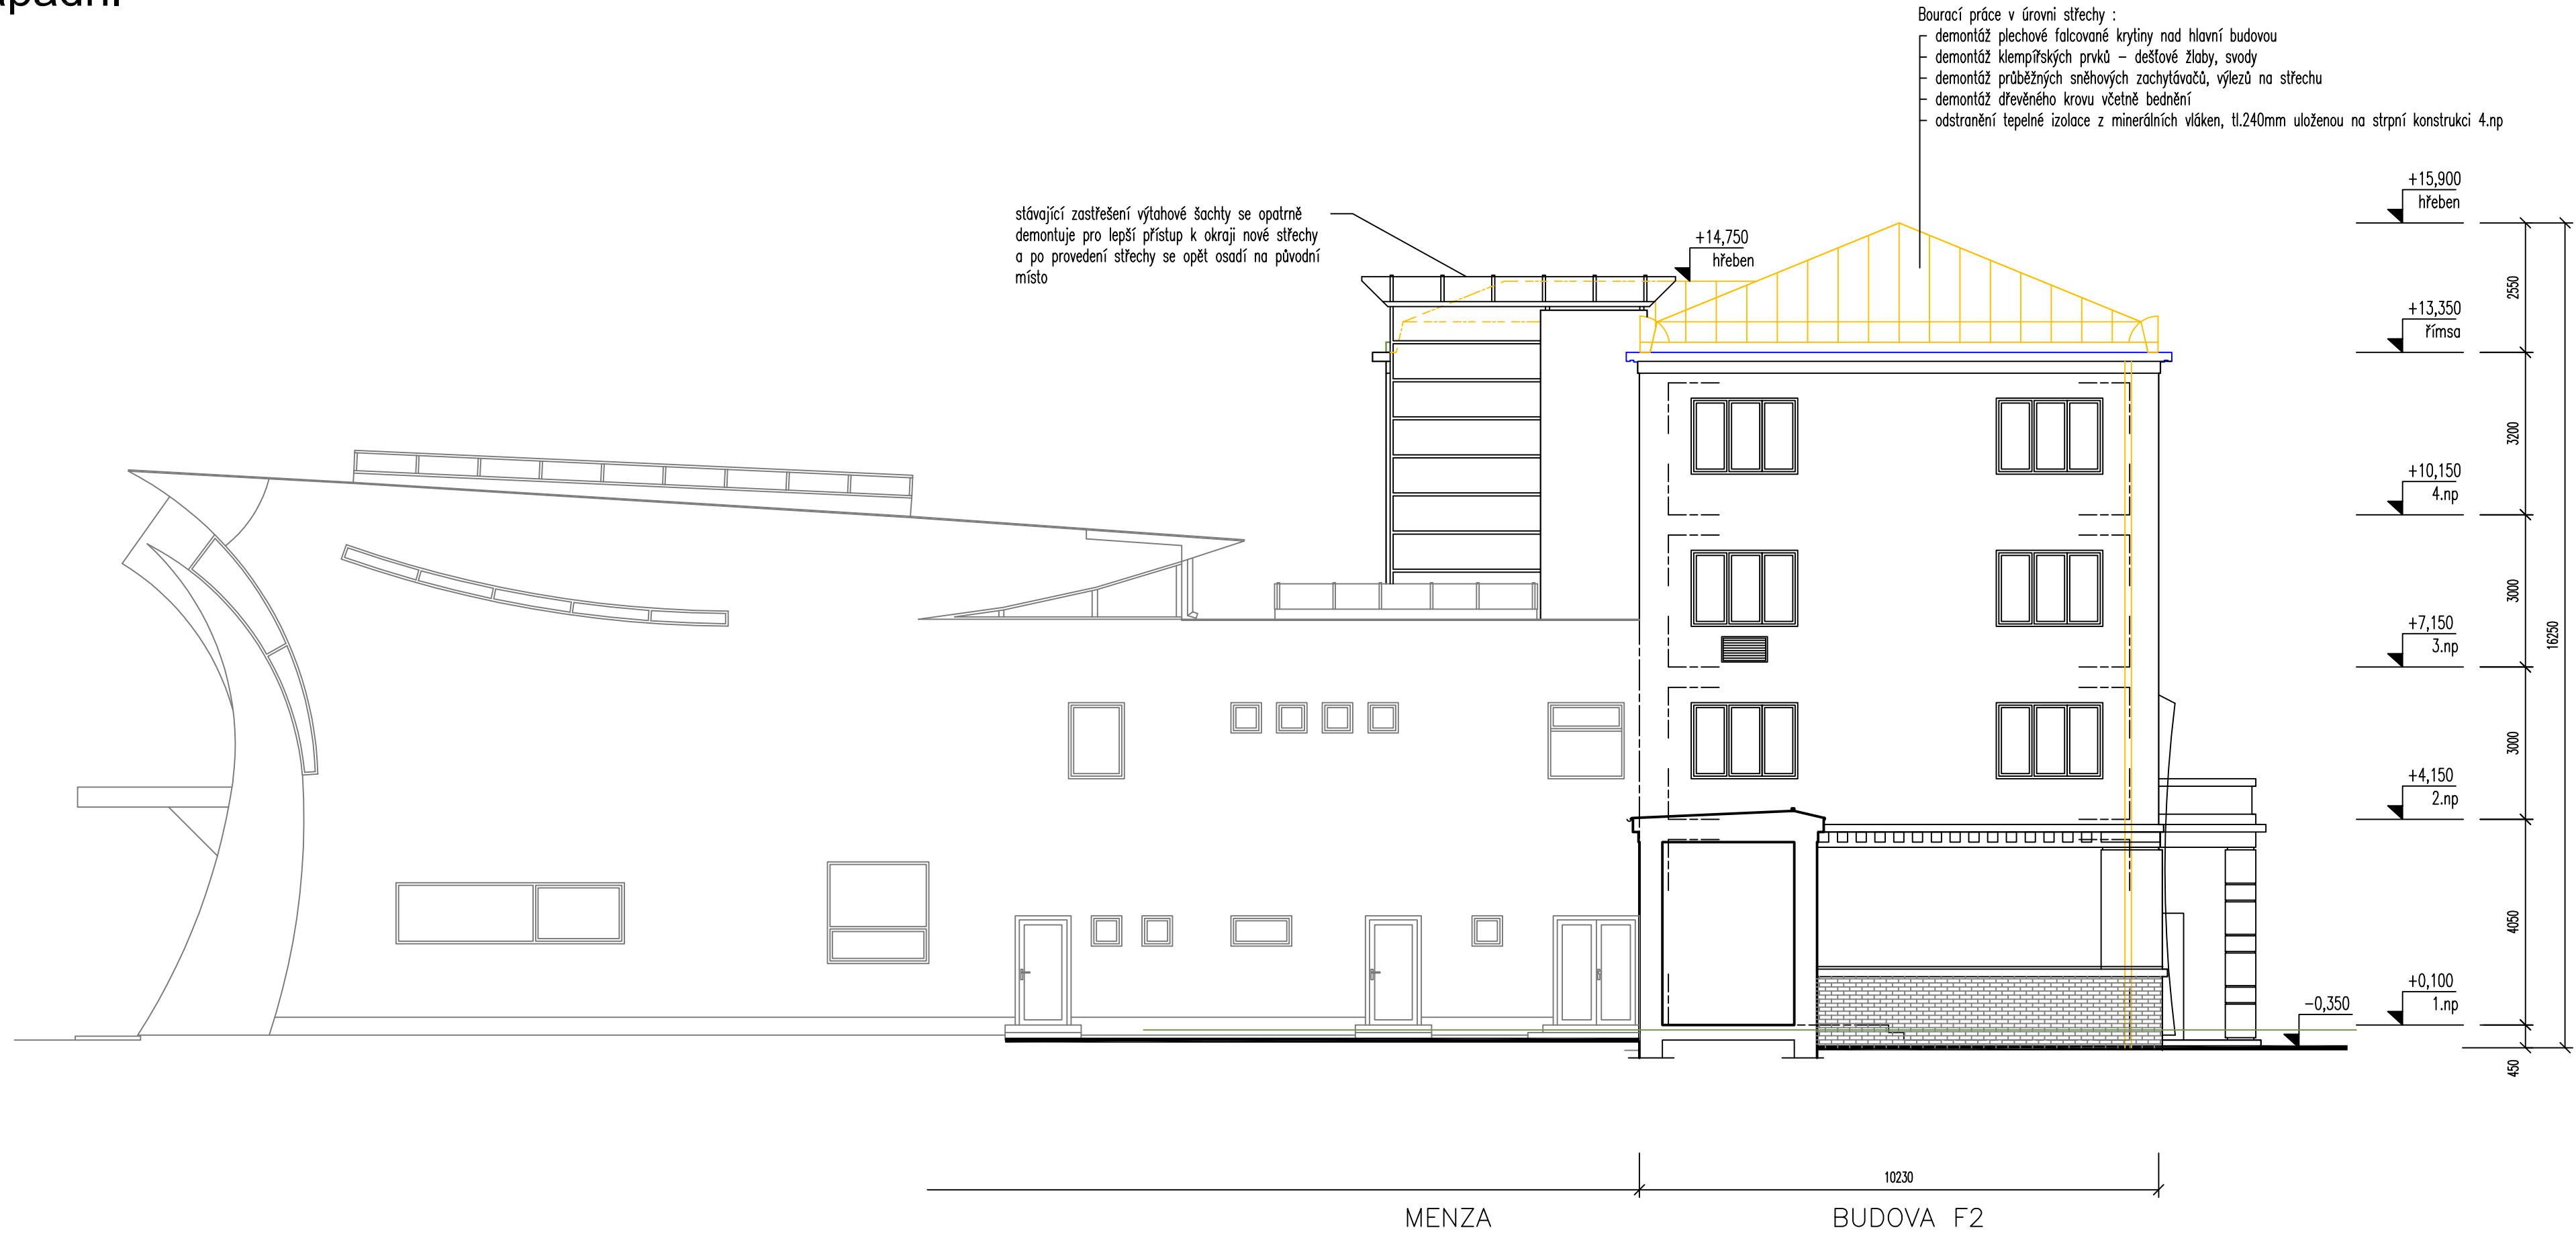 Bourací práce v úrovni střechy :
demontáž plechové falcované krytiny nad hlavní budovou
demontáž klempířských prvků – dešťové žlaby, svody
demontáž průběžných sněhových zachytávačů, výlezů na střechu
demontáž dřevěného krovu včetně bednění
odstranění tepelné izolace z minerálních vláken, tl.240mm uloženou na strpní konstrukci 4.np
stávající zastřešení výtahové šachty se opatrně
demontuje pro lepší přístup k okraji nové střechy
a po provedení střechy se opět osadí na původní
místo
+14,750
hřeben
+15,900
hřeben
2550
+13,350
římsa
3200
+10,150
4.np
3000
+7,150
3.np
16250
3000
+4,150
2.np
4050
+0,100
1.np
-0,350
450
10230
MENZA
BUDOVA F2